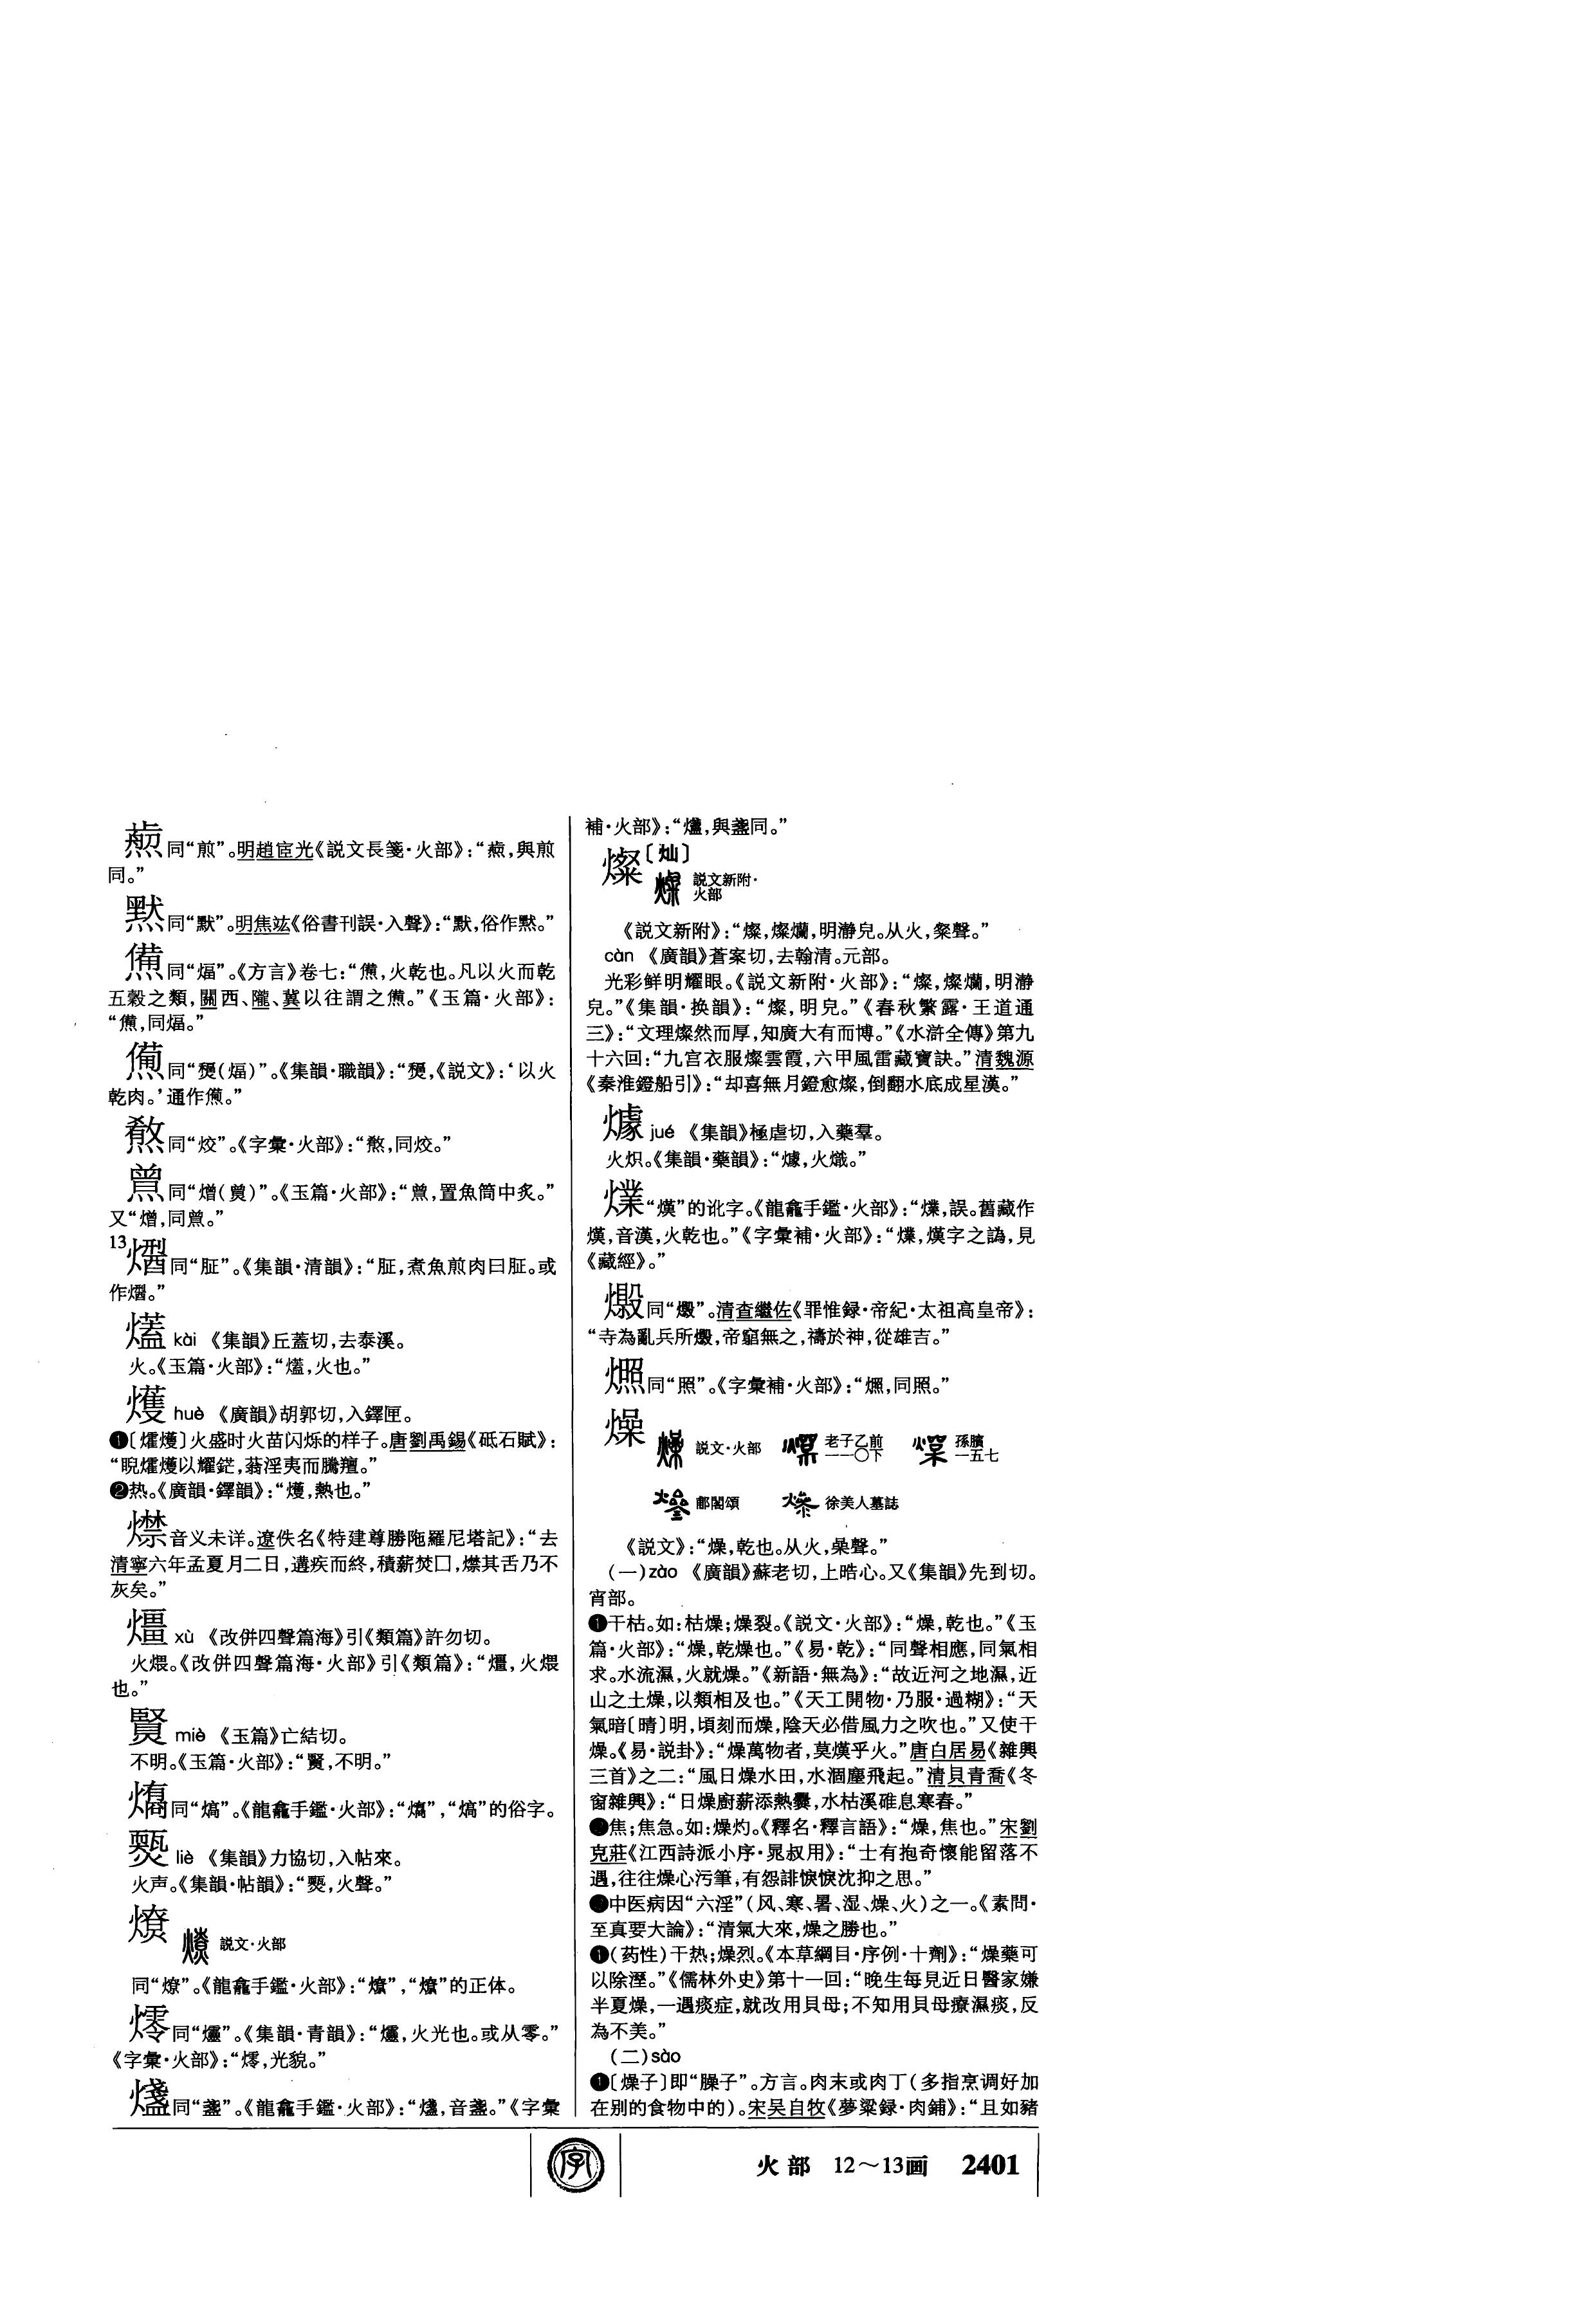 同“煎”。明趙宧光《説文長箋·火部》：“，與煎
同。”
同“默”。明焦竑《俗書刊誤·入聲》：“默，俗作㷵。”
同“煏”。《方言》卷七：“㷶，火乾也。凡以火而乾
五穀之類，關西、隴、冀以往謂之㷶。”《玉篇·火部》：
“㷶，同煏。”
同“㷟(煏)”。《集韻·職韻》：“㷟，《説文》：‘以火
乾肉。’通作㷶。”
同“烄”。《字彙·火部》：“，同烄。”
同“熷()”。《玉篇·火部》：“，置魚筒中炙。”
又“熷，同。”
13
同“�pre”。《集韻·清韻》：“，煮魚煎肉曰。或
作。”
kài 《集韻》丘蓋切，去泰溪。
火。《玉篇·火部》：“，火也。”
㸌 huè 《廣韻》胡郭切，入鐸匣。
❶〔㸌〕火盛时火苗闪烁的样子。唐劉禹錫《砥石賦》：
“睨㸌以耀鋩，蓊淫夷而騰羶。”
❷热。《廣韻·鐸韻》：“，熱也。”
音义未详。遼佚名《特建尊勝陁羅尼塔記》：“去
清寧六年孟夏月二日，遘疾而終，積薪焚囗，其舌乃不
灰矣。”
xù 《改併四聲篇海》引《類篇》許勿切。
火煨。《改併四聲篇海·火部》引《類篇》：“，火煨
也。”
miè 《玉篇》亡結切。
不明。《玉篇·火部》：“，不明。”
同“熇”。《龍龕手鑑·火部》：“”，“熇”的俗字。
liè 《集韻》力協切，入帖來。
火声。《集韻·帖韻》：“，火聲。”
説文·火部
同“燎”。《龍龕手鑑·火部》：“”，“燎”的正体。
同“爧”。《集韻·青韻》：“爧，火光也。或从零。”
《字彙·火部》：“，光貌。”
同“盞”。《龍龕手鑑·火部》：“，音盞。”《字彙
補·火部》：“，與盞同。”
燦〔灿〕
説文新附·
火部
《説文新附》：“燦，燦爛，明瀞皃。从火，粲聲。”
càn 《廣韻》蒼案切，去翰清。元部。
光彩鲜明耀眼。《説文新附·火部》：“燦，燦爛，明瀞
皃。”《集韻·换韻》：“燦，明皃。”《春秋繁露·王道通
三》：“文理燦然而厚，知廣大有而博。”《水滸全傳》第九
十六回：“九宫衣服燦雲霞，六甲風雷藏寶訣。”清魏源
《秦淮鐙船引》：“却喜無月鐙愈燦，倒翻水底成星漢。”
jué 《集韻》極虐切，入藥羣。
火炽。《集韻·藥韻》：“，火熾。”
“熯”的讹字。《龍龕手鑑·火部》：“，誤。舊藏作
熯，音漢，火乾也。”《字彙補·火部》：“，熯字之譌，見
《藏經》。”
燬 同“燬”。清查繼佐《罪惟録·帝紀·太祖高皇帝》：
“寺為亂兵所燬，帝窮無之，禱於神，從雄吉。”
同“照”。《字彙補·火部》：“，同照。”
燥 説文·火部 老子乙前
一一〇下 孫臏
一五七
郙閣頌 徐美人墓誌
《説文》：“燥，乾也。从火，喿聲。”
(一)zào 《廣韻》蘇老切，上晧心。又《集韻》先到切。
宵部。
❶干枯。如：枯燥；燥裂。《説文·火部》：“燥，乾也。”《玉
篇·火部》：“燥，乾燥也。”《易·乾》：“同聲相應，同氣相
求。水流濕，火就燥。”《新語·無為》：“故近河之地濕，近
山之土燥，以類相及也。”《天工開物·乃服·過糊》：“天
氣暗〔晴〕明，頃刻而燥，陰天必借風力之吹也。”又使干
燥。《易·説卦》：“燥萬物者，莫熯乎火。”唐白居易《雜興
三首》之二：“風日燥水田，水涸塵飛起。”清貝青喬《冬
窗雜興》：“日燥廚薪添熱爨，水枯溪碓息寒舂。”
❷焦；焦急。如：燥灼。《釋名·釋言語》：“燥，焦也。”宋劉
克莊《江西詩派小序·晁叔用》：“士有抱奇懷能留落不
遇，往往燥心污筆，有怨誹悢悢沈抑之思。”
❸中医病因“六淫”(风、寒、暑、湿、燥、火)之一。《素問·
至真要大論》：“清氣大來，燥之勝也。”
❹(药性)干热；燥烈。《本草綱目·序例·十劑》：“燥藥可
以除溼。”《儒林外史》第十一回：“晚生每見近日醫家嫌
半夏燥，一遇痰症，就改用貝母；不知用貝母療濕痰，反
為不美。”
(二)sào
❶〔燥子〕即“臊子”。方言。肉末或肉丁(多指烹调好加
在别的食物中的)。宋吴自牧《夢粱録·肉鋪》：“且如豬
字
火部 12～13画 2401